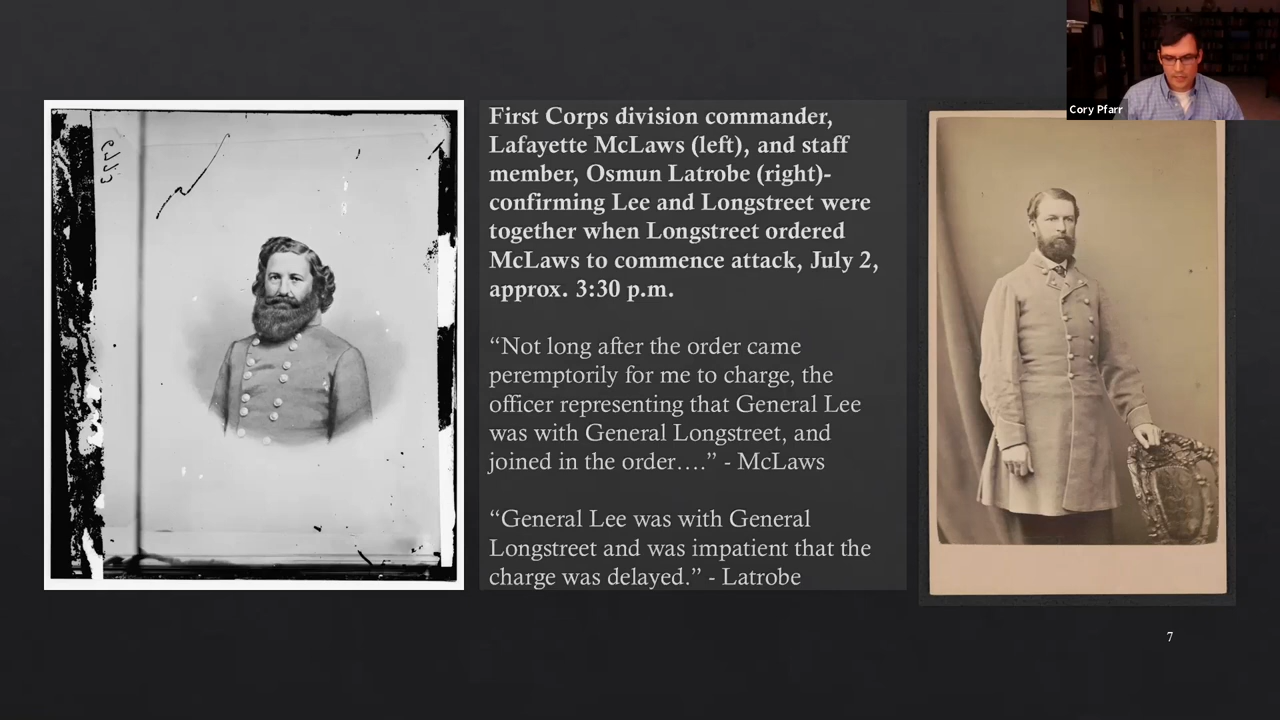 Cory Pfarr
First Corps division commander,
Lafayette McLaws (left), and staff
member, Osmun Latrobe (right)-
confirming Lee and Longstreet were
together when Longstreet ordered
McLaws to commence attack, July 2,
approx. 3:30 p.m.
“Not long after the order came
peremptorily for me to charge, the
officer representing that General Lee
was with General Longstreet, and
joined in the order….” - McLaws
“General Lee was with General
Longstreet and was impatient that the
charge was delayed.” - Latrobe
7